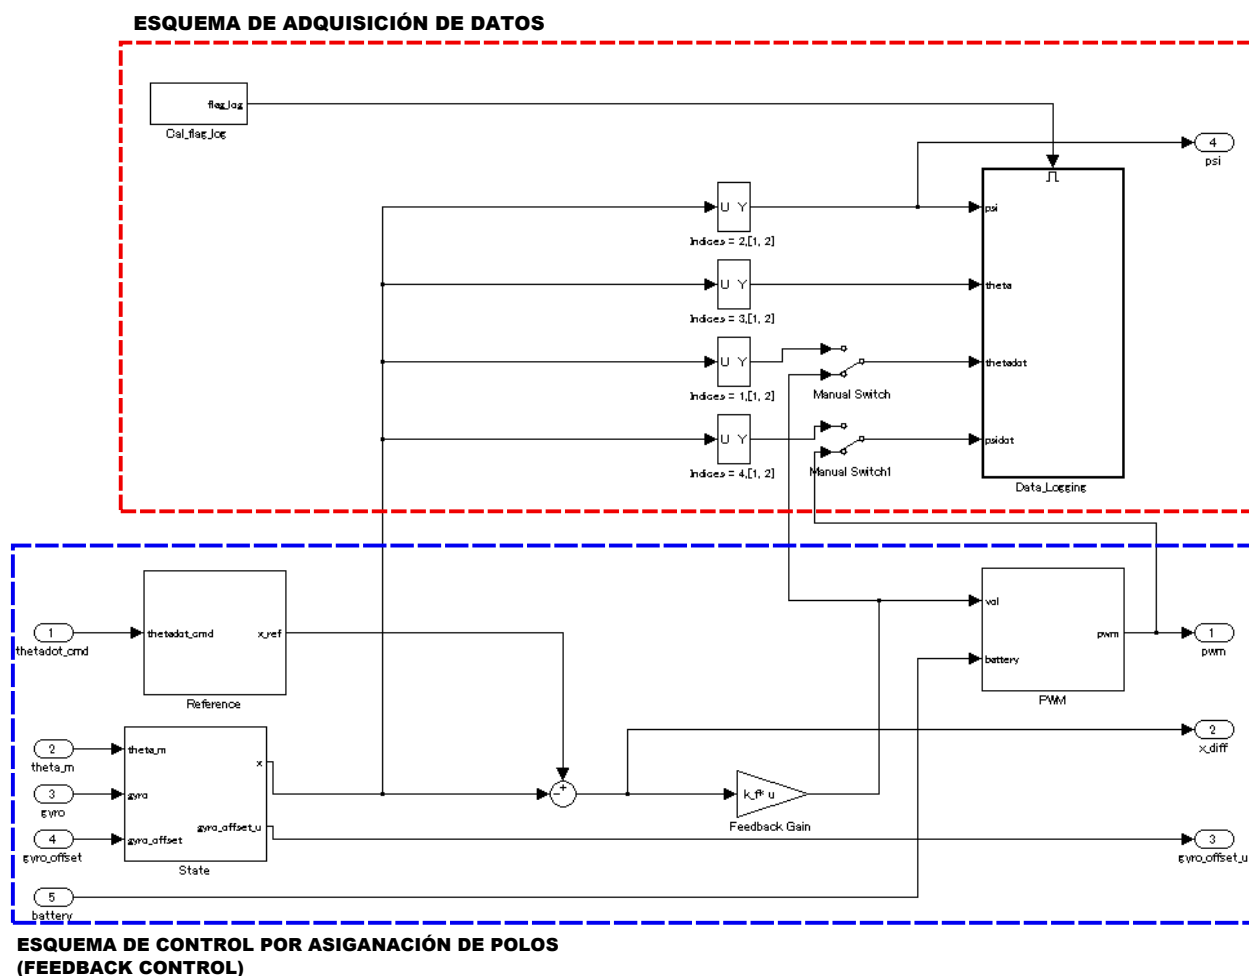 ESQUEMA DE ADQUISICIÓN DE DATOS
flag_log
Cal_flag_log
4
psi
U Y
psi
Indices = 2,[1, 2]
U Y
theta
Indices = 3,[1, 2]
U Y
thetadot
Indices = 1,[1, 2]
Manual Switch
U Y
psidot
Indices = 4,[1, 2]
Manual Switch1
Data_Logging
1
thetadot_cmd
thetadot_cmd
x_ref
Reference
vol
battery
pwm
PWM
1
pwm
2
theta_m
theta_m
x
3
gyro
gyro
4
gyro_offset
gyro_offset
gyro_offset_u
State
-
+
k_f* u
Feedback Gain
2
x_diff
3
gyro_offset_u
5
battery
ESQUEMA DE CONTROL POR ASIGANACIÓN DE POLOS
(FEEDBACK CONTROL)